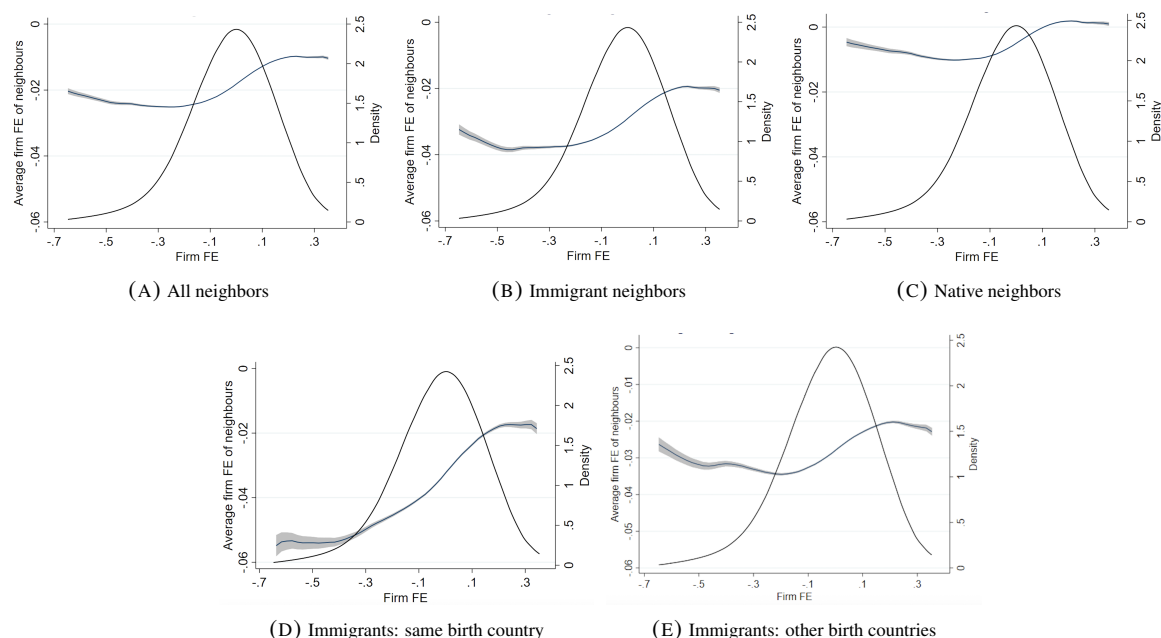 0
-.02
-.04
-.06
Average firm FE of neighbours
2.5
2
1.5
1
.5
0
Density
-.7 -.5 -.3 -.1 .1 .3
Firm FE
(A) All neighbors
0
-.02
-.04
-.06
Average firm FE of neighbours
2.5
2
1.5
1
.5
0
Density
-.7 -.5 -.3 -.1 .1 .3
Firm FE
(B) Immigrant neighbors
0
-.02
-.04
-.06
Average firm FE of neighbours
2.5
2
1.5
1
.5
0
Density
-.7 -.5 -.3 -.1 .1 .3
Firm FE
(C) Native neighbors
0
-.02
-.04
-.06
Average firm FE of neighbours
2.5
2
1.5
1
.5
0
Density
-.7 -.5 -.3 -.1 .1 .3
Firm FE
(D) Immigrants: same birth country
0
-.01
-.02
-.03
-.04
-.05
-.06
Average firm FE of neighbours
2.5
2
1.5
1
.5
0
Density
-.7 -.5 -.3 -.1 .1 .3
Firm FE
(E) Immigrants: other birth countries